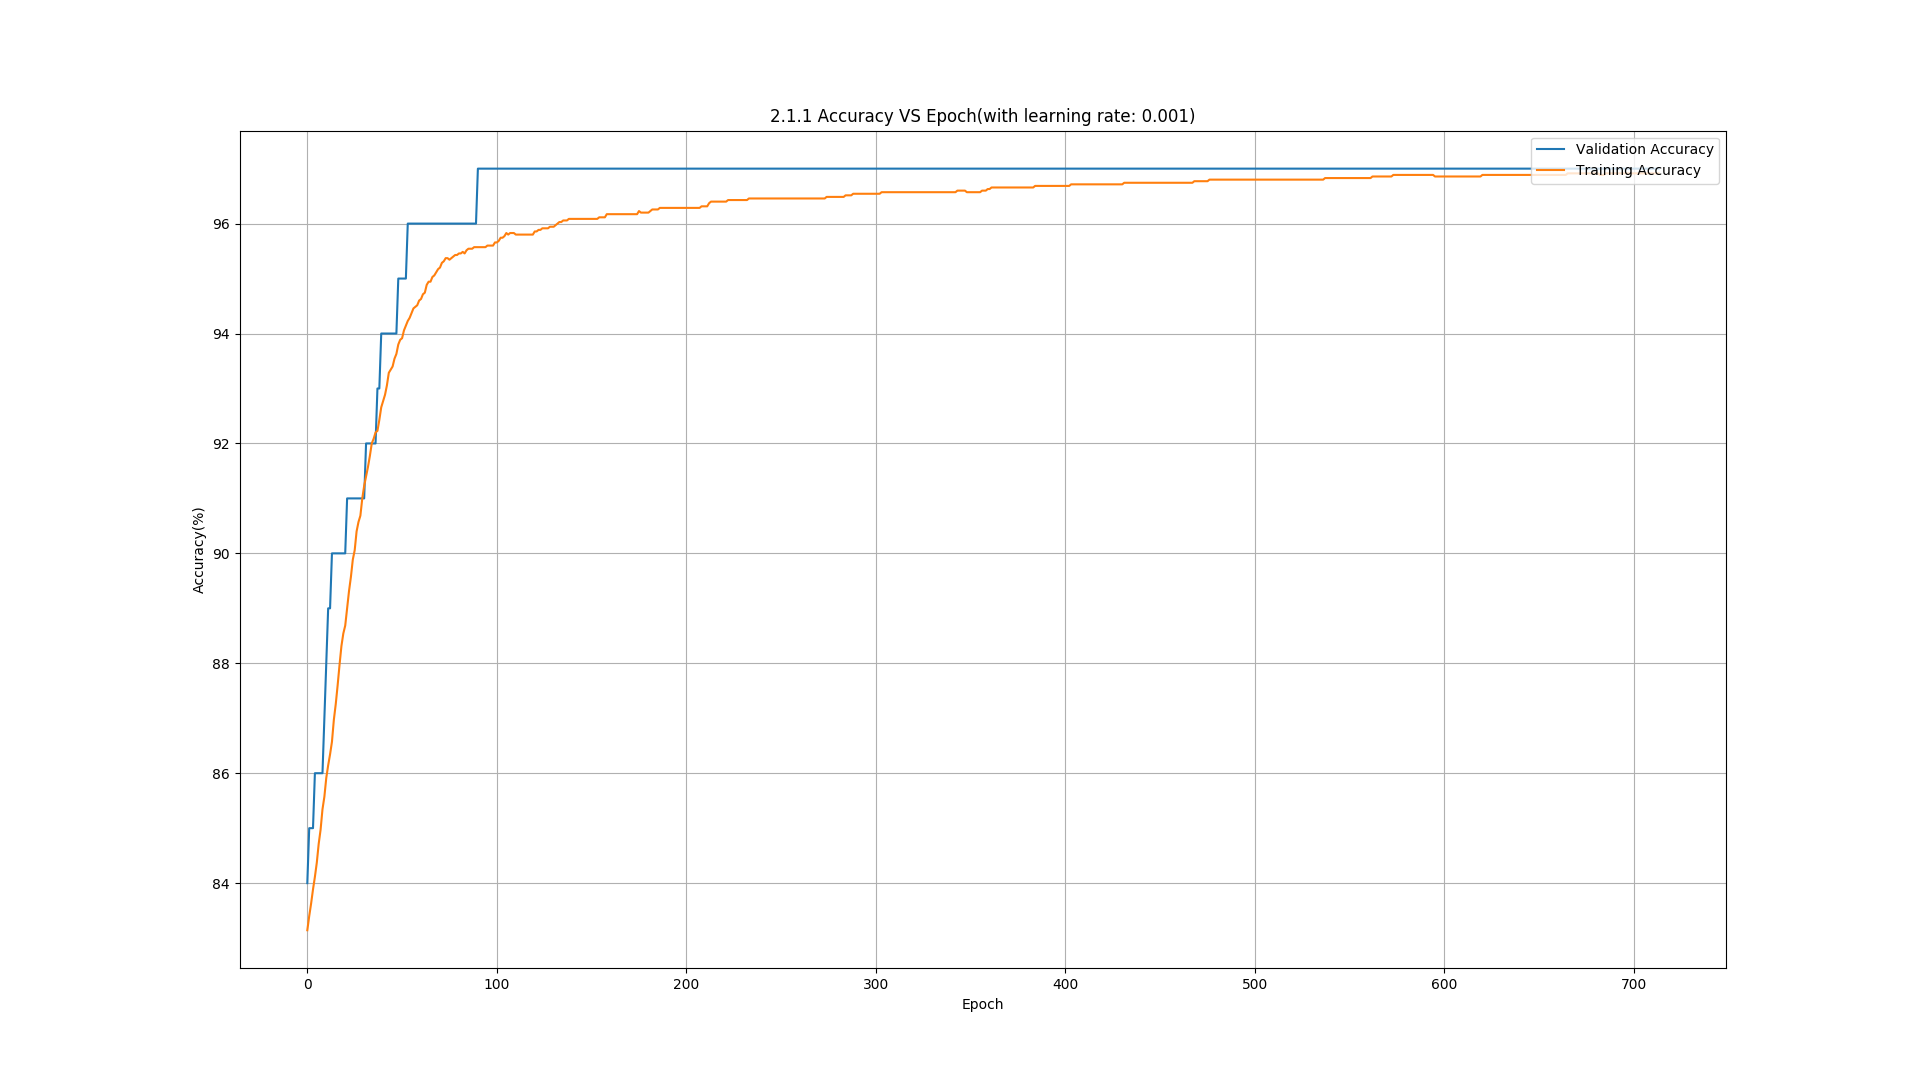 2.1.1 Accuracy VS Epoch(with learning rate: 0.001)
Validation Accuracy
Training Accuracy
96
94
92
90
88
86
84
Accuracy(%)
0 100 200 300 400 500 600 700
Epoch